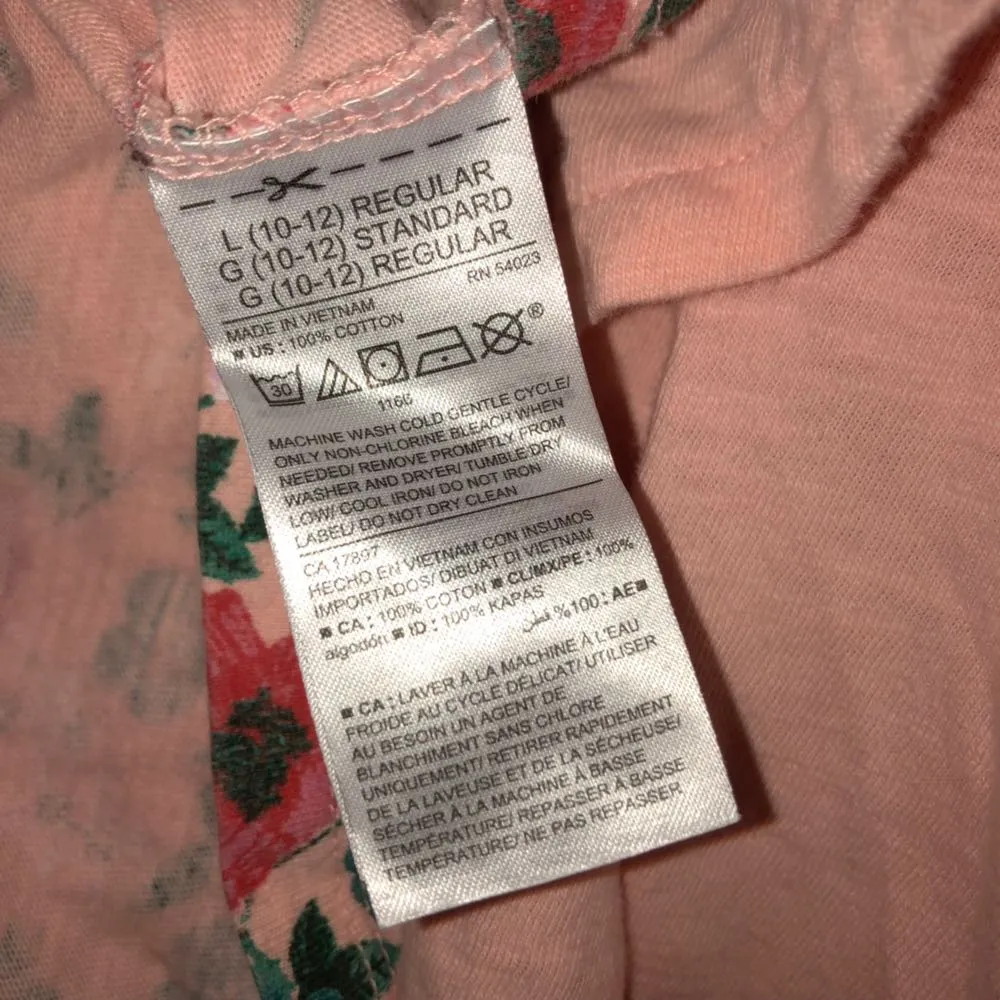 L (10-12) REGULAR
G (10-12) STANDARD
G (10-12) REGULAR
RN 54023
MADE IN VIETNAM
■ US : 100% COTTON
30
®
1166
MACHINE WASH COLD GENTLE CYCLE/
ONLY NON-CHLORINE BLEACH WHEN
NEEDED/ REMOVE PROMPTLY FROM
WASHER AND DRYER/ TUMBLE DRY
LOW/ COOL IRON/ DO NOT IRON
LABEL/ DO NOT DRY CLEAN
CA 17897
HECHO EN VIETNAM CON INSUMOS
IMPORTADOS/ DIBUAT DI VIETNAM
■ CA : 100% COTON ■ CL/MX/PE : 100%
algodón ■ ID : 100% KAPAS
قطن %100 : AE■
■ CA : LAVER À LA MACHINE À L'EAU
FROIDE AU CYCLE DÉLICAT/ UTILISER
AU BESOIN UN AGENT DE
BLANCHIMENT SANS CHLORE
UNIQUEMENT/ RETIRER RAPIDEMENT
DE LA LAVEUSE ET DE LA SÉCHEUSE/
SÉCHER À LA MACHINE À BASSE
TEMPÉRATURE/ REPASSER À BASSE
TEMPÉRATURE/ NE PAS REPASSER